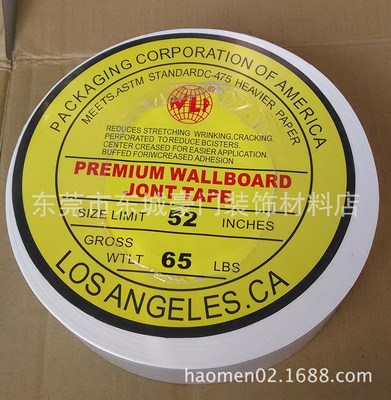 PACKAGING CORPORATION OF AMERICA
MEETS.ASTM STANDARDC-475 HEAVIER PAPER
WLP
REDUCES STRETCHING WRINKING,CRACKING.
PERFORATED TO REDUCE BCISTERS.
CENTER CREASED FOR EASIER APPLICATION.
BUFFED FORWCREASED ADHESION
PREMIUM WALLBOARD
JONT TAPE
东莞市东城豪门装饰材料店
SIZE LIMIT 52 INCHES
GROSS
WTLT 65 LBS
LOS ANGELES.CA
haomen02.1688.com